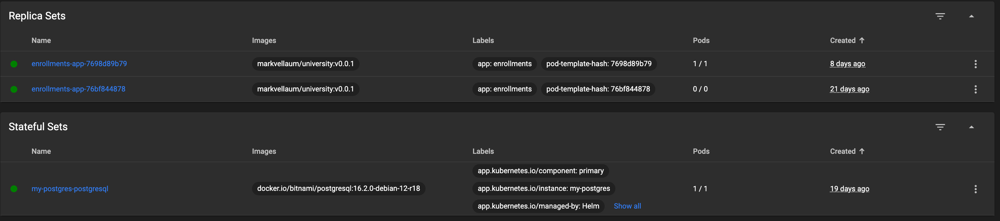 Replica Sets
Name Images Labels Pods Created
enrollments-app-7698d89b79 markvellaum/university:v0.0.1 app: enrollments pod-template-hash: 7698d89b79 1 / 1 8 days ago
enrollments-app-76bf844878 markvellaum/university:v0.0.1 app: enrollments pod-template-hash: 76bf844878 0 / 0 21 days ago
Stateful Sets
Name Images Labels Pods Created
app.kubernetes.io/component: primary
my-postgres-postgresql docker.io/bitnami/postgresql:16.2.0-debian-12-r18 app.kubernetes.io/instance: my-postgres 1 / 1 19 days ago
app.kubernetes.io/managed-by: Helm Show all